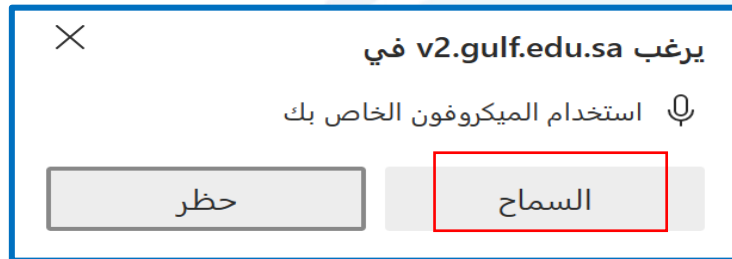 يرغب v2.gulf.edu.sa في
استخدام الميكروفون الخاص بك
السماح
حظر